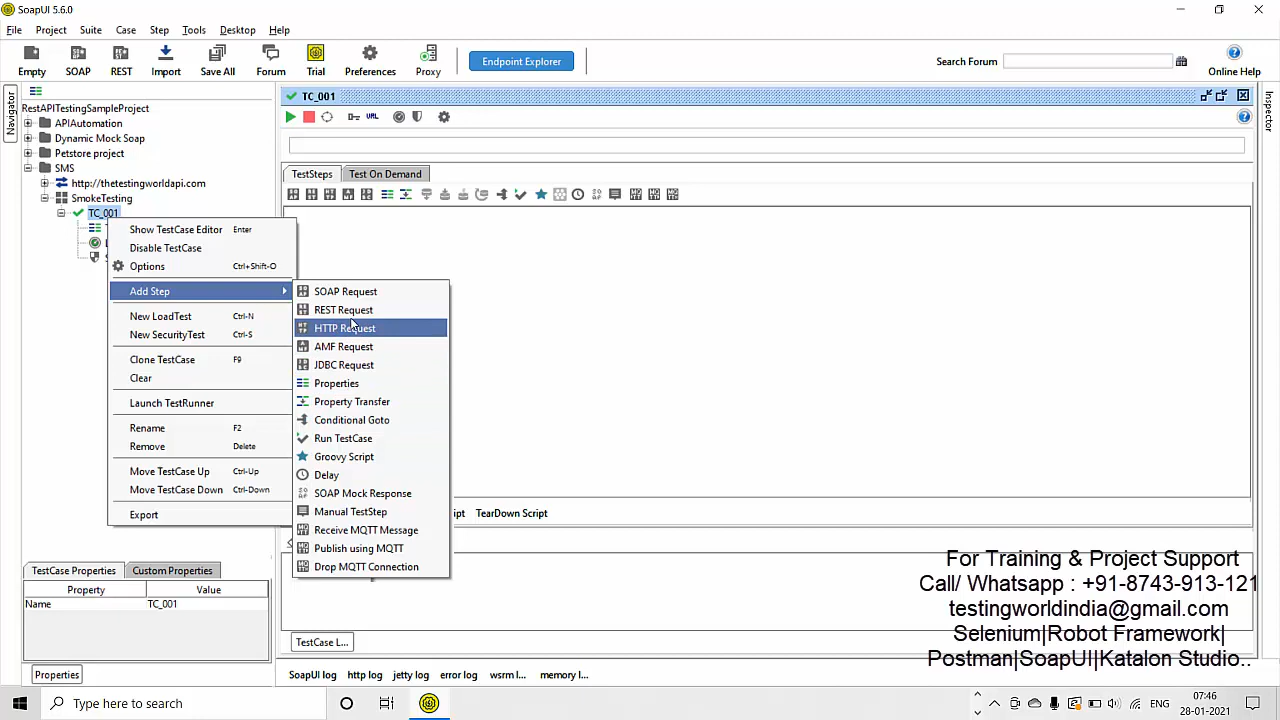 SoapUI 5.6.0
File Project Suite Case Step Tools Desktop Help
Empty SOAP REST Import Save All Forum Trial Preferences Proxy Endpoint Explorer Search Forum Online Help
Navigator
RestAPITestingSampleProject
APIAutomation
Dynamic Mock Soap
Petstore project
SMS
http://thetestingworldapi.com
SmokeTesting
TC_001
Show TestCase Editor Enter
Disable TestCase
Options Ctrl+Shift-O
Add Step
New LoadTest Ctrl-N
New SecurityTest Ctrl-S
Clone TestCase F9
Clear
Launch TestRunner
Rename F2
Remove Delete
Move TestCase Up Ctrl-Up
Move TestCase Down Ctrl-Down
Export
SOAP Request
REST Request
HTTP Request
AMF Request
JDBC Request
Properties
Property Transfer
Conditional Goto
Run TestCase
Groovy Script
Delay
SOAP Mock Response
Manual TestStep
Receive MQTT Message
Publish using MQTT
Drop MQTT Connection
TC_001
URL
TestSteps Test On Demand
TearDown Script
TestCase L...
Inspector
TestCase Properties Custom Properties
Property Value
Name TC_001
Properties
SoapUI log http log jetty log error log wsrm l... memory l...
For Training & Project Support
Call/ Whatsapp : +91-8743-913-121
testingworldindia@gmail.com
Selenium|Robot Framework|
Postman|SoapUI||Katalon Studio..
Type here to search
ENG
07:46
28-01-2021